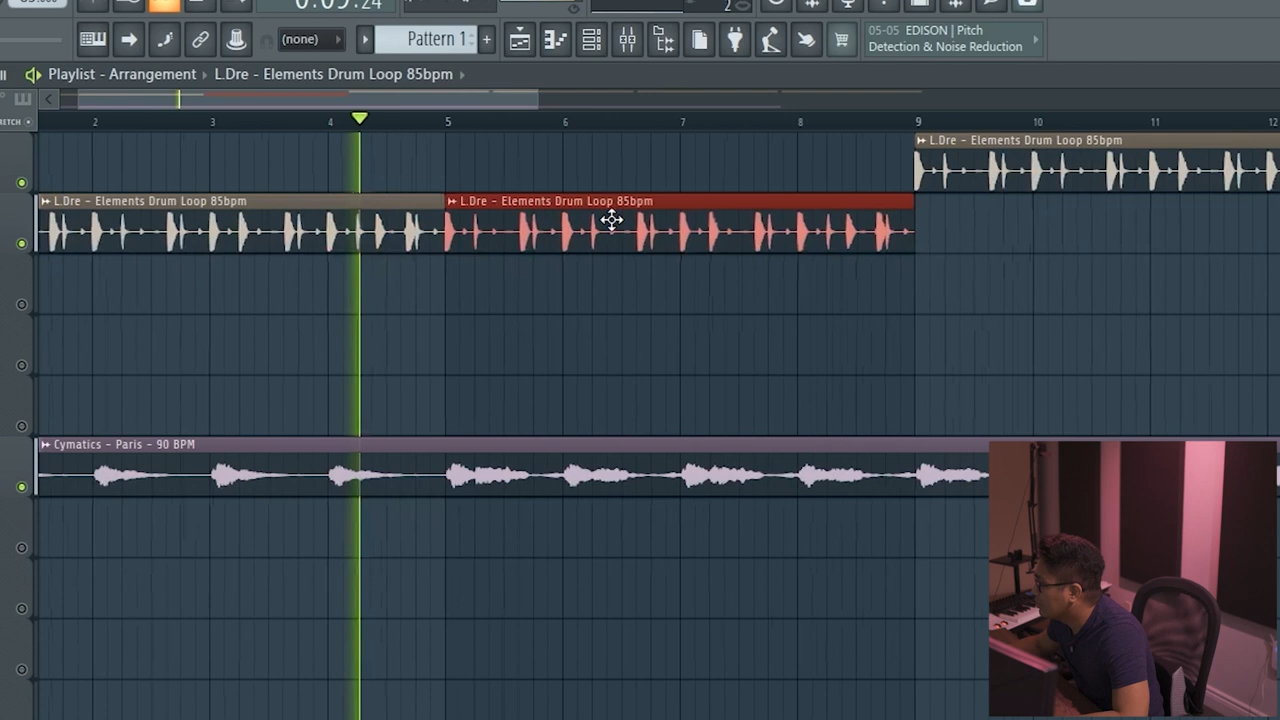 0:09:24
2
(none)
Pattern 1
+
05-05 EDISON | Pitch
Detection & Noise Reduction
Playlist - Arrangement
L.Dre - Elements Drum Loop 85bpm
2 3 4 5 6 7 8 9 10 11 12
L.Dre - Elements Drum Loop 85bpm
L.Dre - Elements Drum Loop 85bpm
L.Dre - Elements Drum Loop 85bpm
Cymatics - Paris - 90 BPM